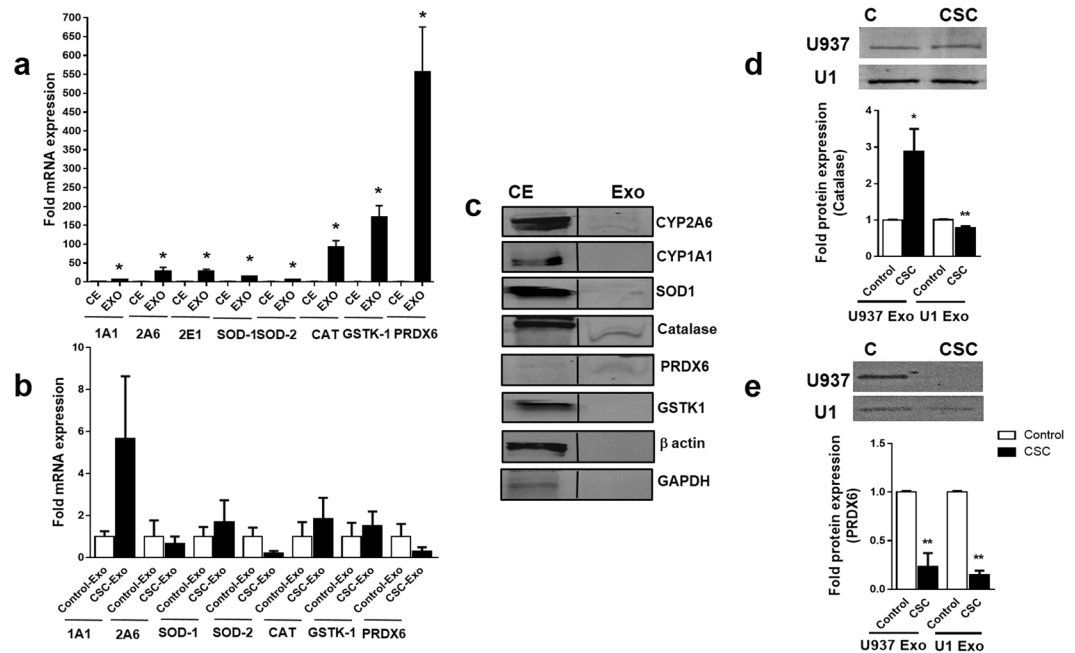 a
Fold mRNA expression
700
650
600
550
500
450
400
350
300
250
200
150
100
50
0
* * * * * * * *
CE EXO CE EXO CE EXO CE EXO CE EXO CE EXO CE EXO CE EXO
1A1 2A6 2E1 SOD-1 SOD-2 CAT GSTK-1 PRDX6
b
Fold mRNA expression
10
8
6
4
2
0
Control-Exo CSC-Exo Control-Exo CSC-Exo Control-Exo CSC-Exo Control-Exo CSC-Exo Control-Exo CSC-Exo Control-Exo CSC-Exo Control-Exo CSC-Exo
1A1 2A6 SOD-1 SOD-2 CAT GSTK-1 PRDX6
c
CE Exo
CYP2A6
CYP1A1
SOD1
Catalase
PRDX6
GSTK1
β actin
GAPDH
d
C CSC
U937
U1
Fold protein expression
(Catalase)
4
3
2
1
0
* **
Control CSC Control CSC
U937 Exo U1 Exo
e
C CSC
U937
U1
Control
CSC
Fold protein expression
(PRDX6)
1.5
1.0
0.5
0.0
** **
Control CSC Control CSC
U937 Exo U1 Exo